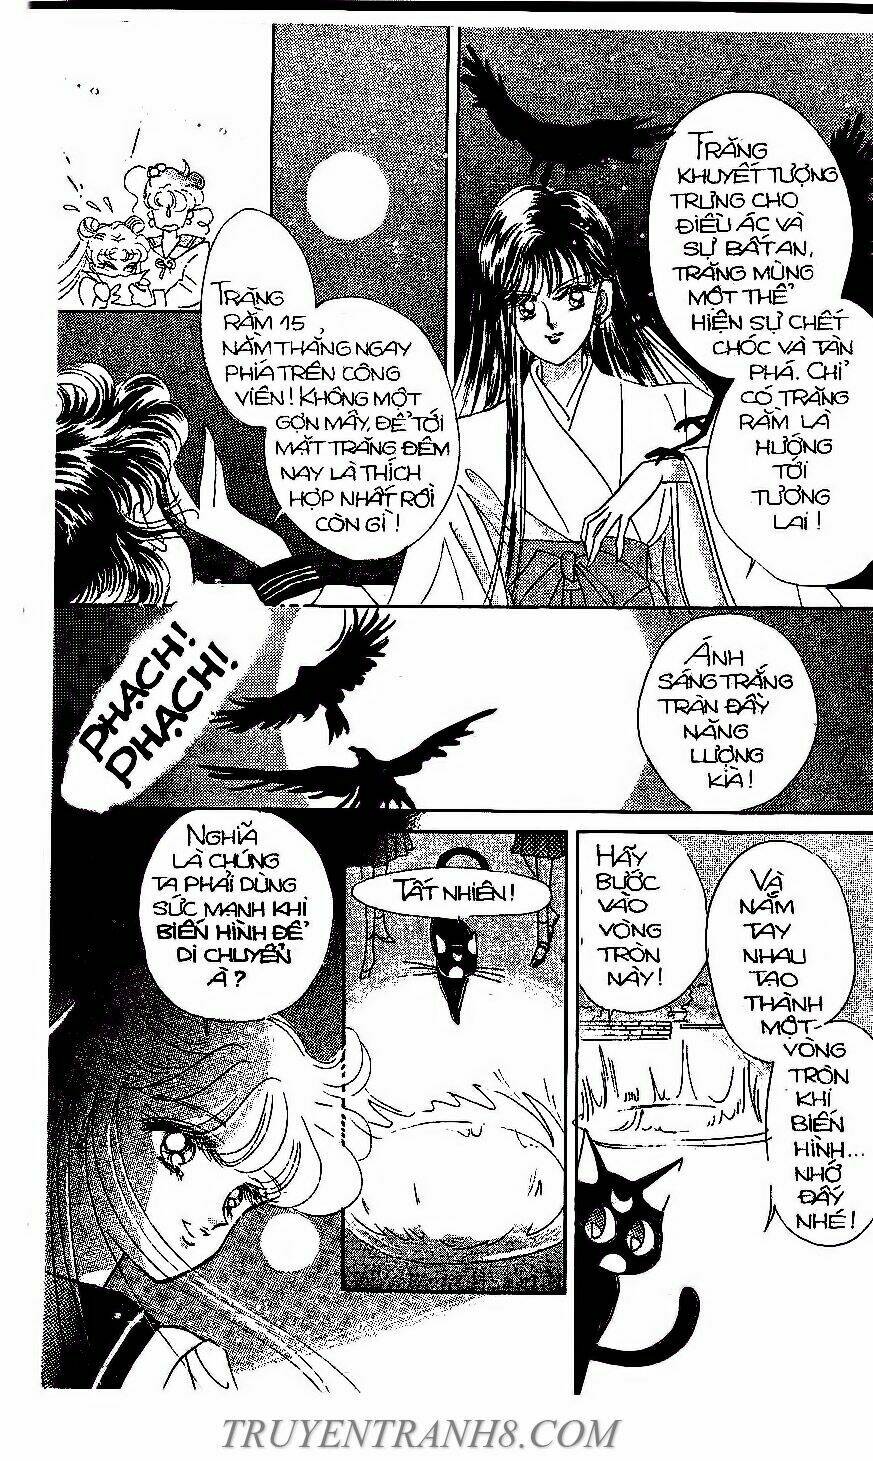 TRĂNG
KHUYẾT TƯỢNG
TRƯNG CHO
ĐIỀU ÁC VÀ
SỰ BẤT AN,
TRĂNG MÙNG
MỘT THỂ
HIỆN SỰ CHẾT
CHÓC VÀ TÀN
PHÁ. CHỈ
CÓ TRĂNG
RẰM LÀ
HƯỚNG
TỚI
TƯƠNG
LAI!
TRĂNG
RẰM 15,
NẰM THẲNG NGAY
PHÍA TRÊN CÔNG
VIÊN! KHÔNG MỘT
GỢN MÂY, ĐỂ TỚI
MẶT TRĂNG ĐÊM
NAY LÀ THÍCH
HỢP NHẤT RỒI
CÒN GÌ!
PHẠCH!
PHẠCH!
ÁNH
SÁNG TRẮNG
TRÀN ĐẦY
NĂNG
LƯỢNG
KÌA!
NGHĨA
LÀ CHÚNG
TA PHẢI DÙNG
SỨC MẠNH KHI
BIẾN HÌNH ĐỂ
DI CHUYỂN
À?
TẤT NHIÊN!
HÃY
BƯỚC
VÀO
VÒNG
TRÒN
NÀY!
VÀ
NẮM
TAY
NHAU
TẠO
THÀNH
MỘT
VÒNG
TRÒN
KHI
BIẾN
HÌNH...
NHỚ
ĐẤY
NHÉ!
TRUYENTRANH8.COM